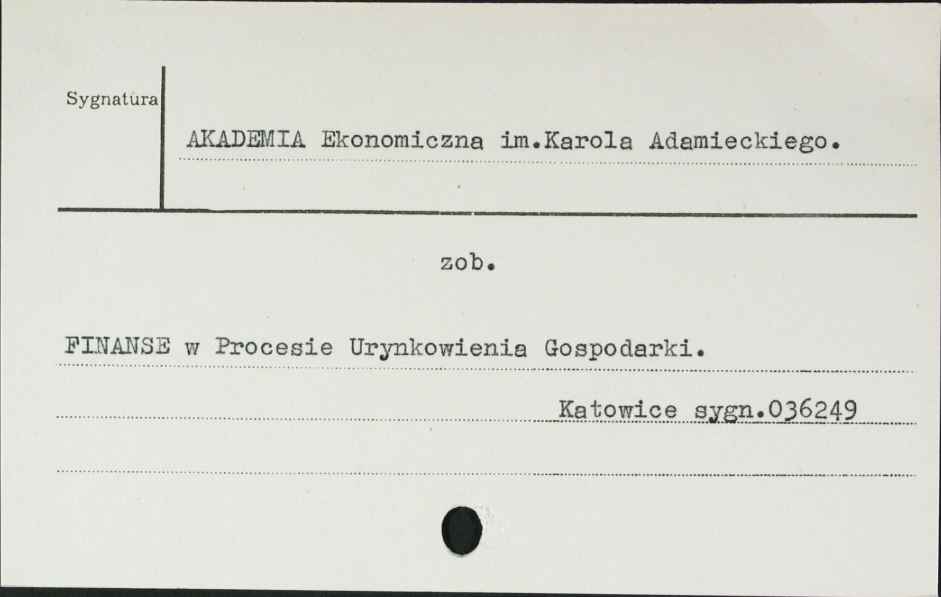 Sygnatura
AKADEMIA Ekonomiczna im.Karola Adamieckiego.
zob.
FINANSE w Procesie Urynkowienia Gospodarki.
Katowice sygn.036249